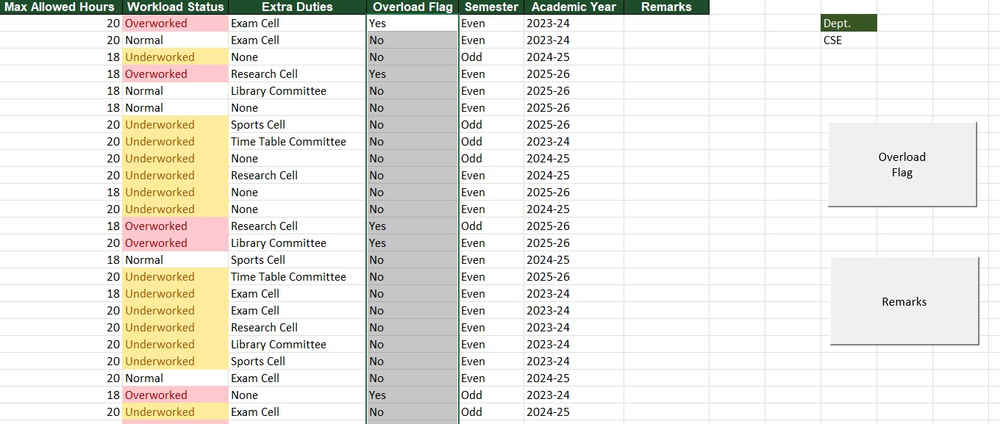 Max Allowed Hours Workload Status Extra Duties Overload Flag Semester Academic Year Remarks
20 Overworked Exam Cell Yes Even 2023-24 Dept.
20 Normal Exam Cell No Even 2023-24 CSE
18 Underworked None No Odd 2024-25
18 Overworked Research Cell Yes Even 2025-26
18 Normal Library Committee No Even 2025-26
18 Normal None No Even 2025-26
20 Underworked Sports Cell No Odd 2025-26
20 Underworked Time Table Committee No Odd 2023-24
20 Underworked None No Odd 2024-25
Overload
Flag
20 Underworked Research Cell No Even 2024-25
18 Underworked None No Even 2025-26
20 Underworked None No Even 2024-25
18 Overworked Research Cell Yes Odd 2025-26
20 Overworked Library Committee Yes Even 2025-26
18 Normal Sports Cell No Even 2024-25
20 Underworked Time Table Committee No Even 2025-26
18 Underworked Exam Cell No Even 2023-24
Remarks
20 Underworked Exam Cell No Even 2023-24
20 Underworked Research Cell No Even 2023-24
20 Underworked Library Committee No Even 2023-24
20 Underworked Sports Cell No Even 2023-24
20 Normal Exam Cell No Even 2024-25
18 Overworked None Yes Odd 2023-24
20 Underworked Exam Cell No Odd 2024-25